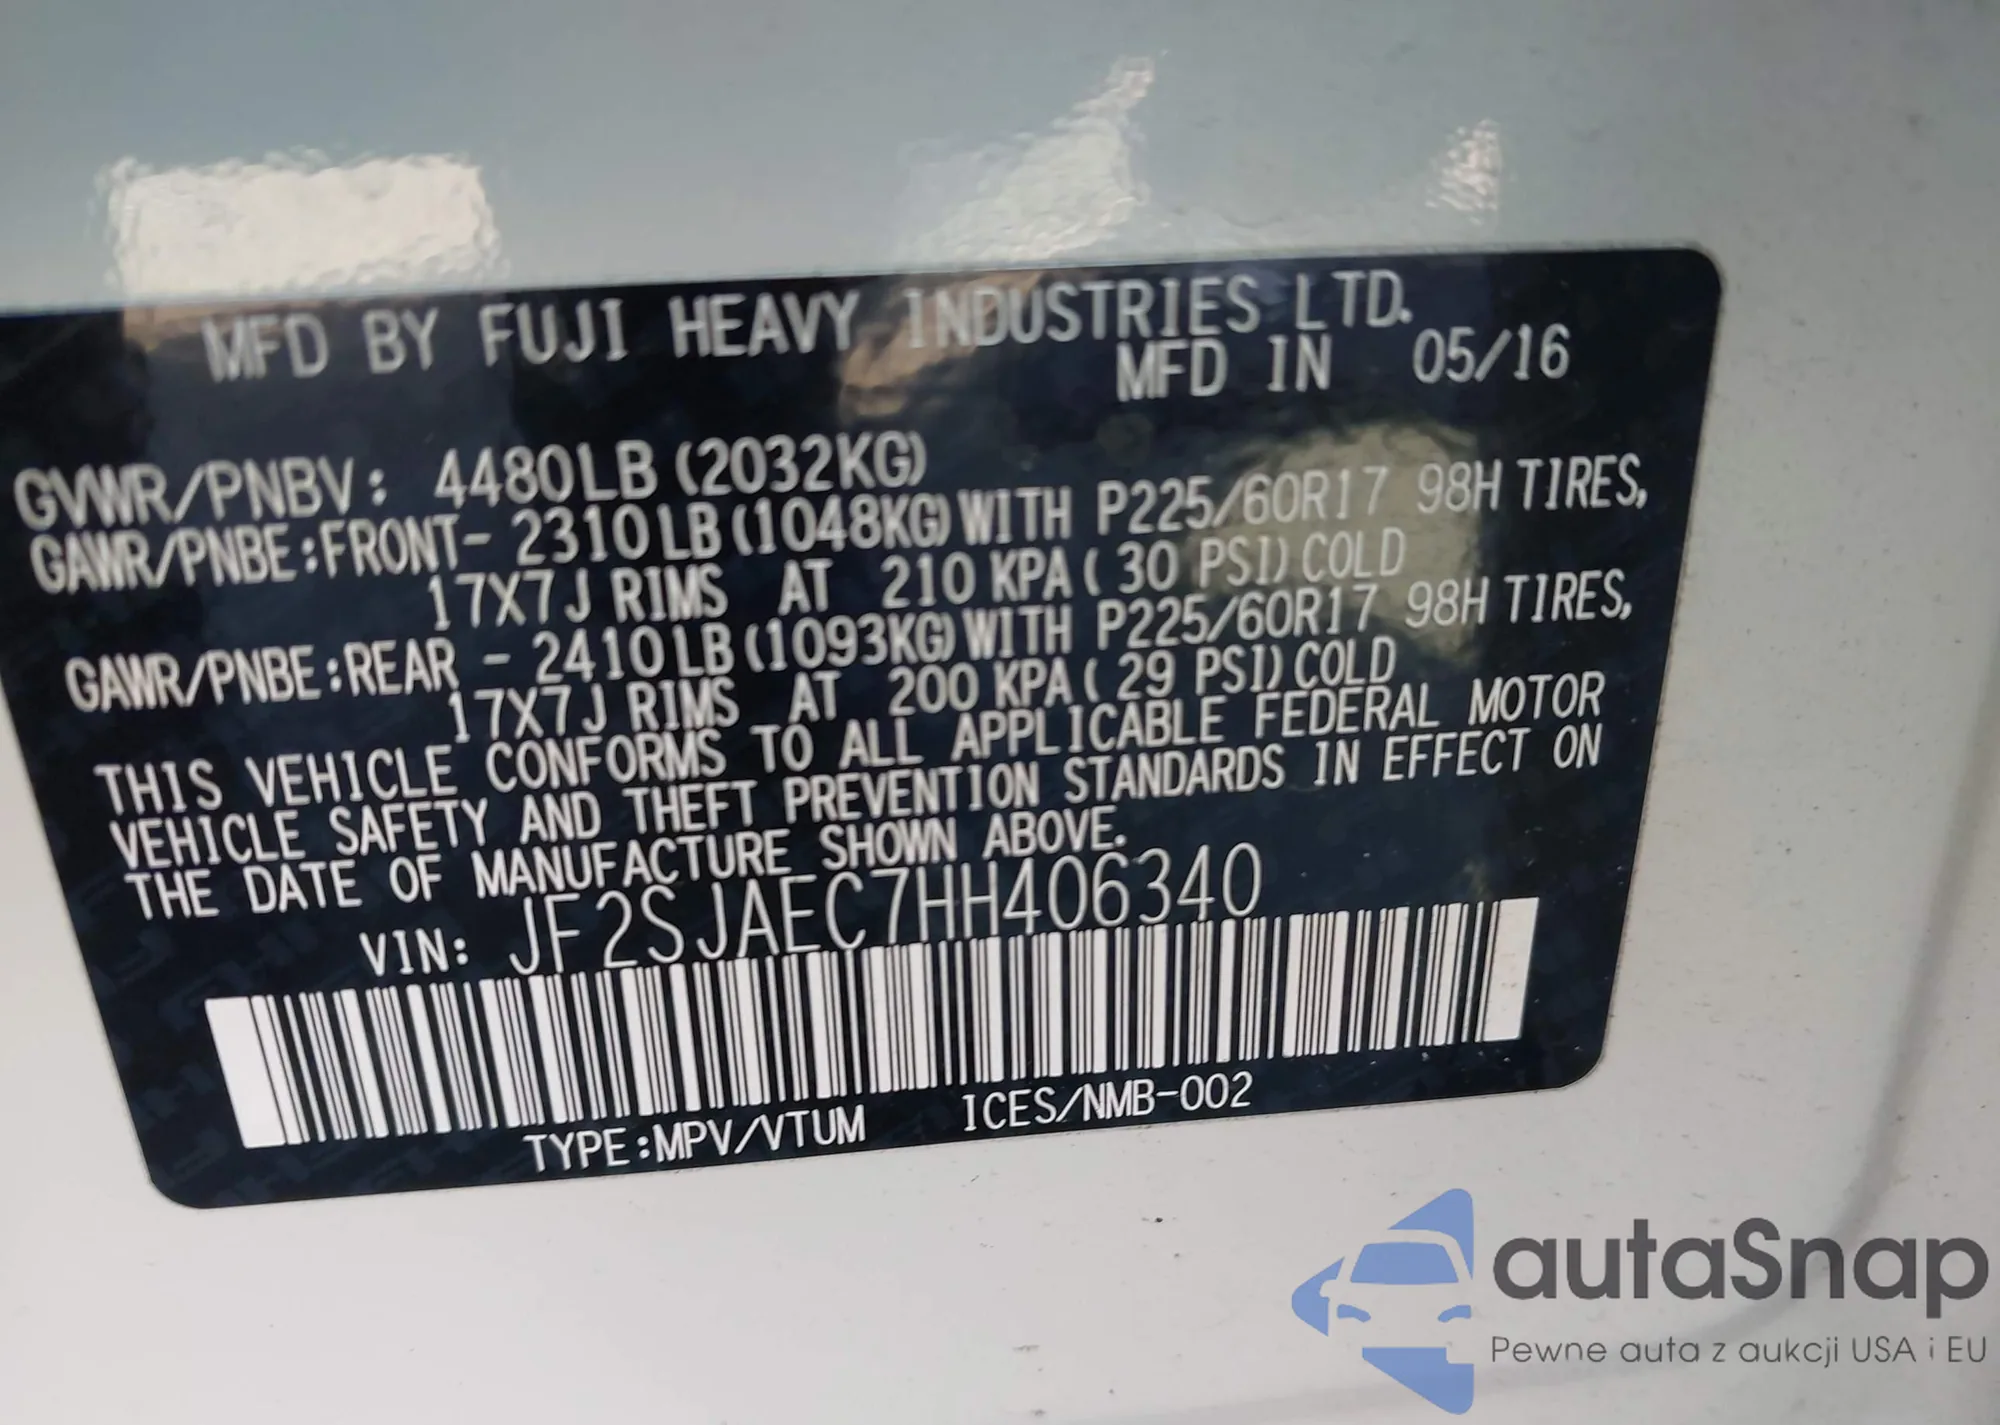 MFD BY FUJI HEAVY INDUSTRIES LTD.
MFD IN 05/16
GVWR/PNBV: 4480LB (2032KG)
GAWR/PNBE:FRONT- 2310LB(1048KG)WITH P225/60R17 98H TIRES,
17X7J RIMS AT 210 KPA( 30 PSI)COLD
GAWR/PNBE:REAR - 2410LB(1093KG)WITH P225/60R17 98H TIRES,
17X7J RIMS AT 200 KPA( 29 PSI)COLD
THIS VEHICLE CONFORMS TO ALL APPLICABLE FEDERAL MOTOR
VEHICLE SAFETY AND THEFT PREVENTION STANDARDS IN EFFECT ON
THE DATE OF MANUFACTURE SHOWN ABOVE.
VIN: JF2SJAEC7HH406340
TYPE:MPV/VTUM ICES/NMB-002
autaSnap
Pewne auta z aukcji USA i EU